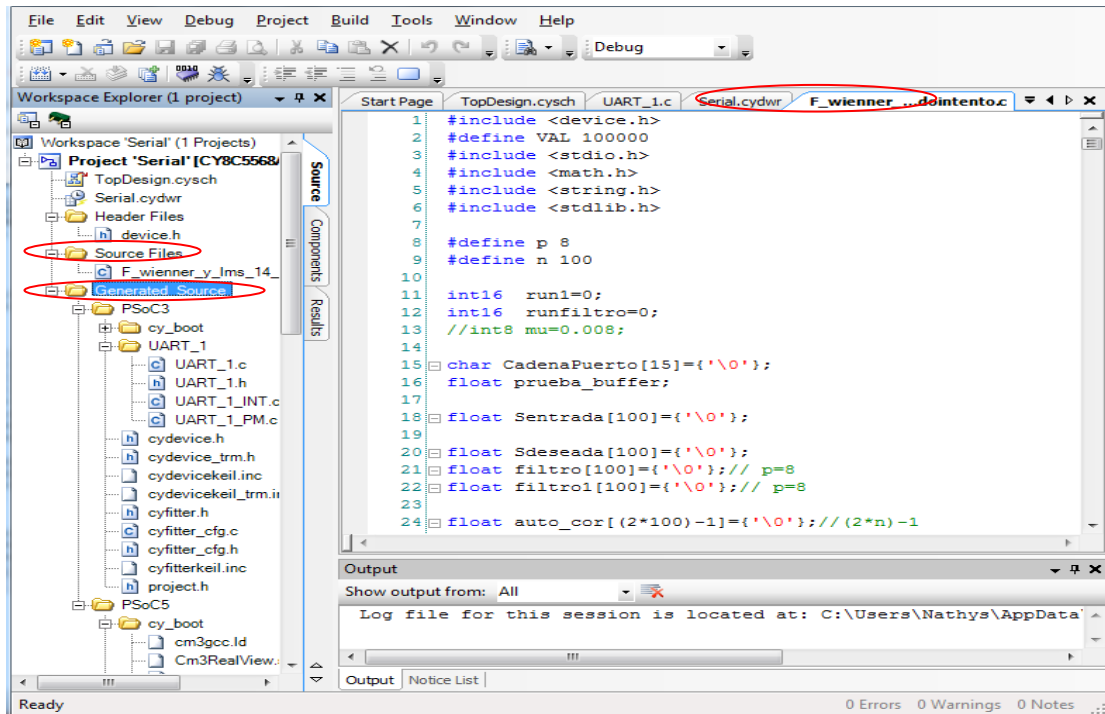 File Edit View Debug Project Build Tools Window Help
Debug
Workspace Explorer (1 project)
Start Page TopDesign.cysch UART_1.c Serial.cydwr F_wienner_...dointento.c
Workspace 'Serial' (1 Projects)
Project 'Serial' [CY8C5568A
TopDesign.cysch
Serial.cydwr
Header Files
device.h
Source Files
F_wienner_y_lms_14_
Generated_Source
PSoC3
cy_boot
UART_1
UART_1.c
UART_1.h
UART_1_INT.c
UART_1_PM.c
cydevice.h
cydevice_trm.h
cydevicekeil.inc
cydevicekeil_trm.in
cyfitter.h
cyfitter_cfg.c
cyfitter_cfg.h
cyfitterkeil.inc
project.h
PSoC5
cy_boot
cm3gcc.ld
Cm3RealView.
Source
Components
Results
1 #include <device.h>
2 #define VAL 100000
3 #include <stdio.h>
4 #include <math.h>
5 #include <string.h>
6 #include <stdlib.h>
7
8 #define p 8
9 #define n 100
10
11 int16 run1=0;
12 int16 runfiltro=0;
13 //int8 mu=0.008;
14
15 char CadenaPuerto[15]={'\0'};
16 float prueba_buffer;
17
18 float Sentrada[100]={'\0'};
19
20 float Sdeseada[100]={'\0'};
21 float filtro[100]={'\0'};// p=8
22 float filtro1[100]={'\0'};// p=8
23
24 float auto_cor[(2*100)-1]={'\0'};//(2*n)-1
Output
Show output from: All
Log file for this session is located at: C:\Users\Nathys\AppData\
Output Notice List
Ready 0 Errors 0 Warnings 0 Notes